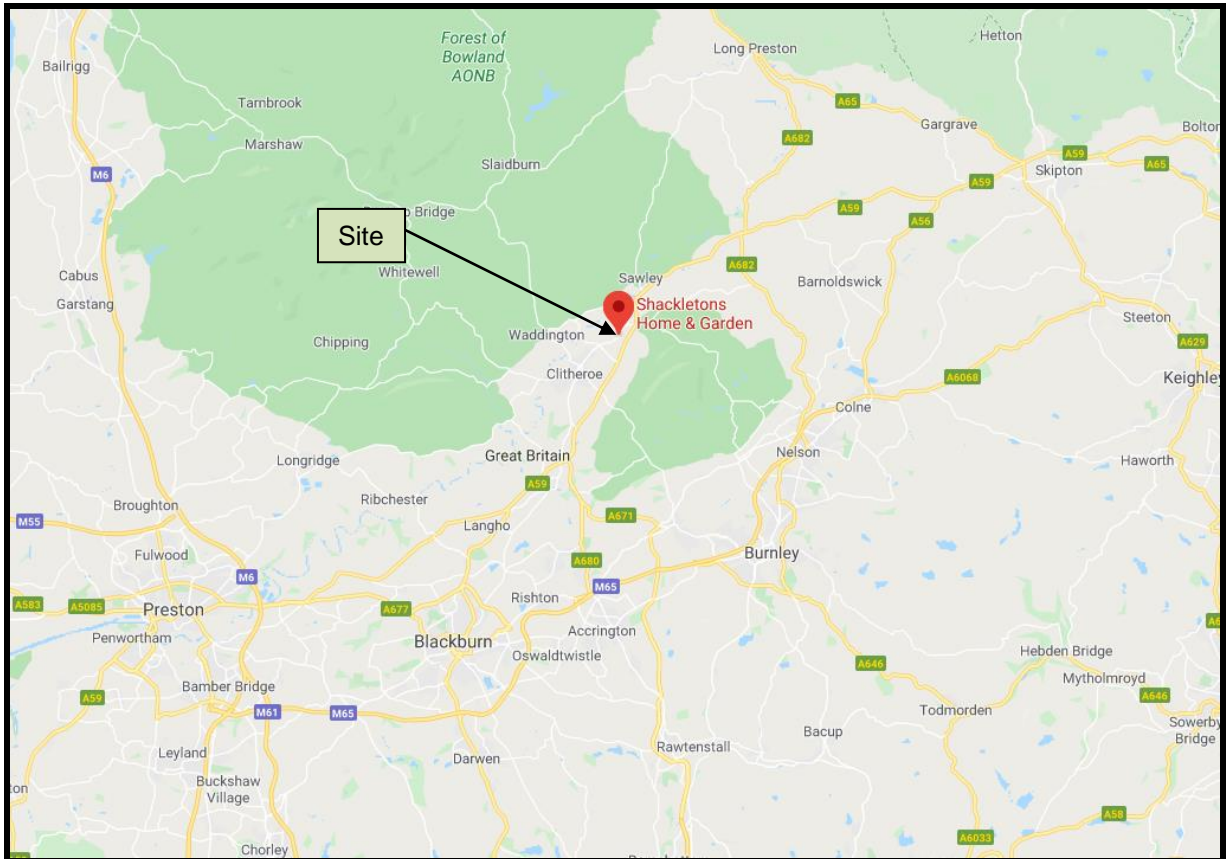 Forest of
Bowland
AONB
Long Preston
Hetton
Bailrigg
Tarnbrook
A65
Marshaw
Gargrave
Bolton
A682
Slaidburn
A59
A65
M6
Skipton
A59
Bridge
A59
A56
Site
Whitewell
A682
Cabus
Sawley
Barnoldswick
Garstang
Shackletons
Home & Garden
Steeton
Waddington
Chipping
A629
Clitheroe
A6068
Keighley
Colne
Great Britain
Nelson
Longridge
Haworth
A59
Ribchester
Broughton
M55
Langho
A671
Fulwood
Burnley
A680
M6
M65
Rishton
A583
A5085
Preston
A677
Accrington
Penwortham
Blackburn
Oswaldtwistle
Hebden Bridge
A646
Mytholmroyd
Bamber Bridge
A59
A646
M61
M65
Todmorden
Sowerby
Bridge
Bacup
Leyland
Rawtenstall
Darwen
Buckshaw
Village
A58
A6033
Chorley